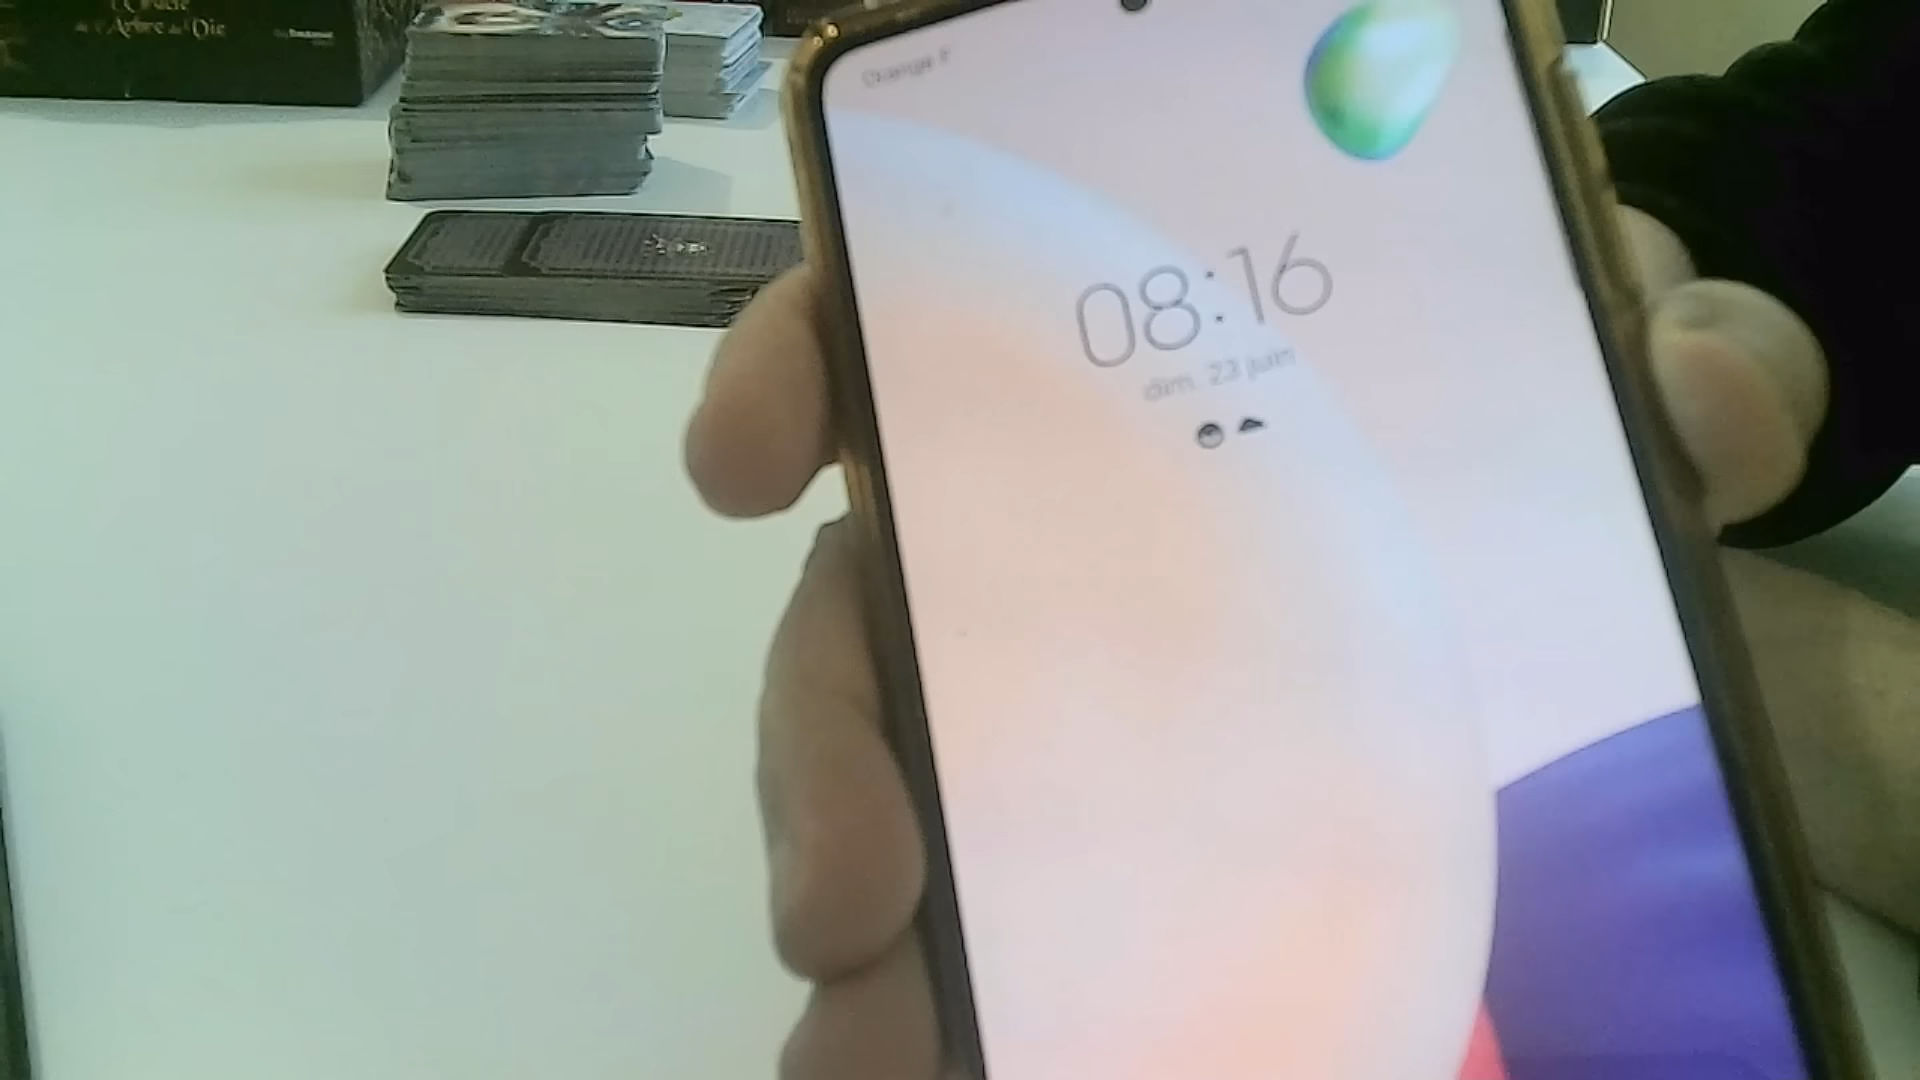 L'Oracle
de l'Arbre de Vie
Orange F
08:16
dim. 23 juin